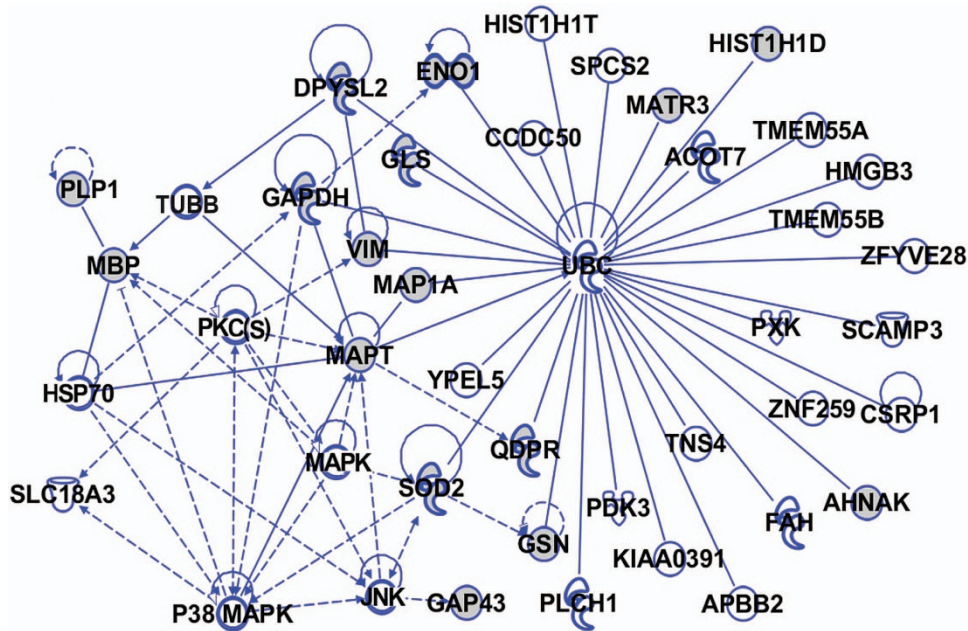 HIST1H1T
HIST1H1D
ENO1
SPCS2
DPYSL2
MATR3
CCDC50
TMEM55A
ACOT7
GLS
HMGB3
PLP1
TUBB
GAPDH
TMEM55B
VIM
ZFYVE28
MBP
UBC
MAP1A
PKC(S)
PXK
SCAMP3
MAPT
HSP70
YPEL5
ZNF259
CSRP1
TNS4
QDPR
MAPK
SOD2
SLC18A3
AHNAK
PDK3
FAH
GSN
KIAA0391
P38 MAPK
JNK
GAP43
PLCH1
APBB2